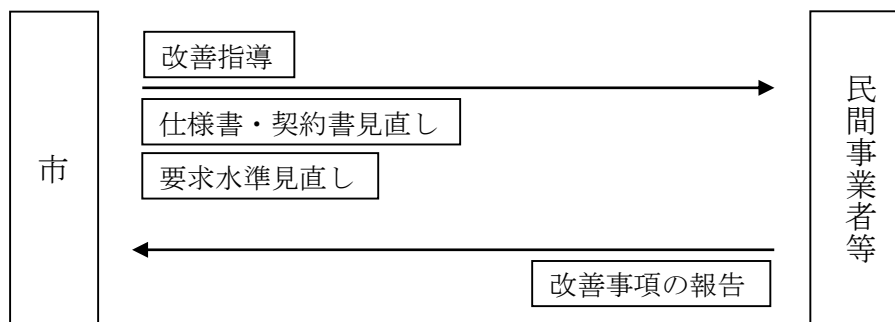 市
改善指導
仕様書・契約書見直し
要求水準見直し
改善事項の報告
民間事業者等